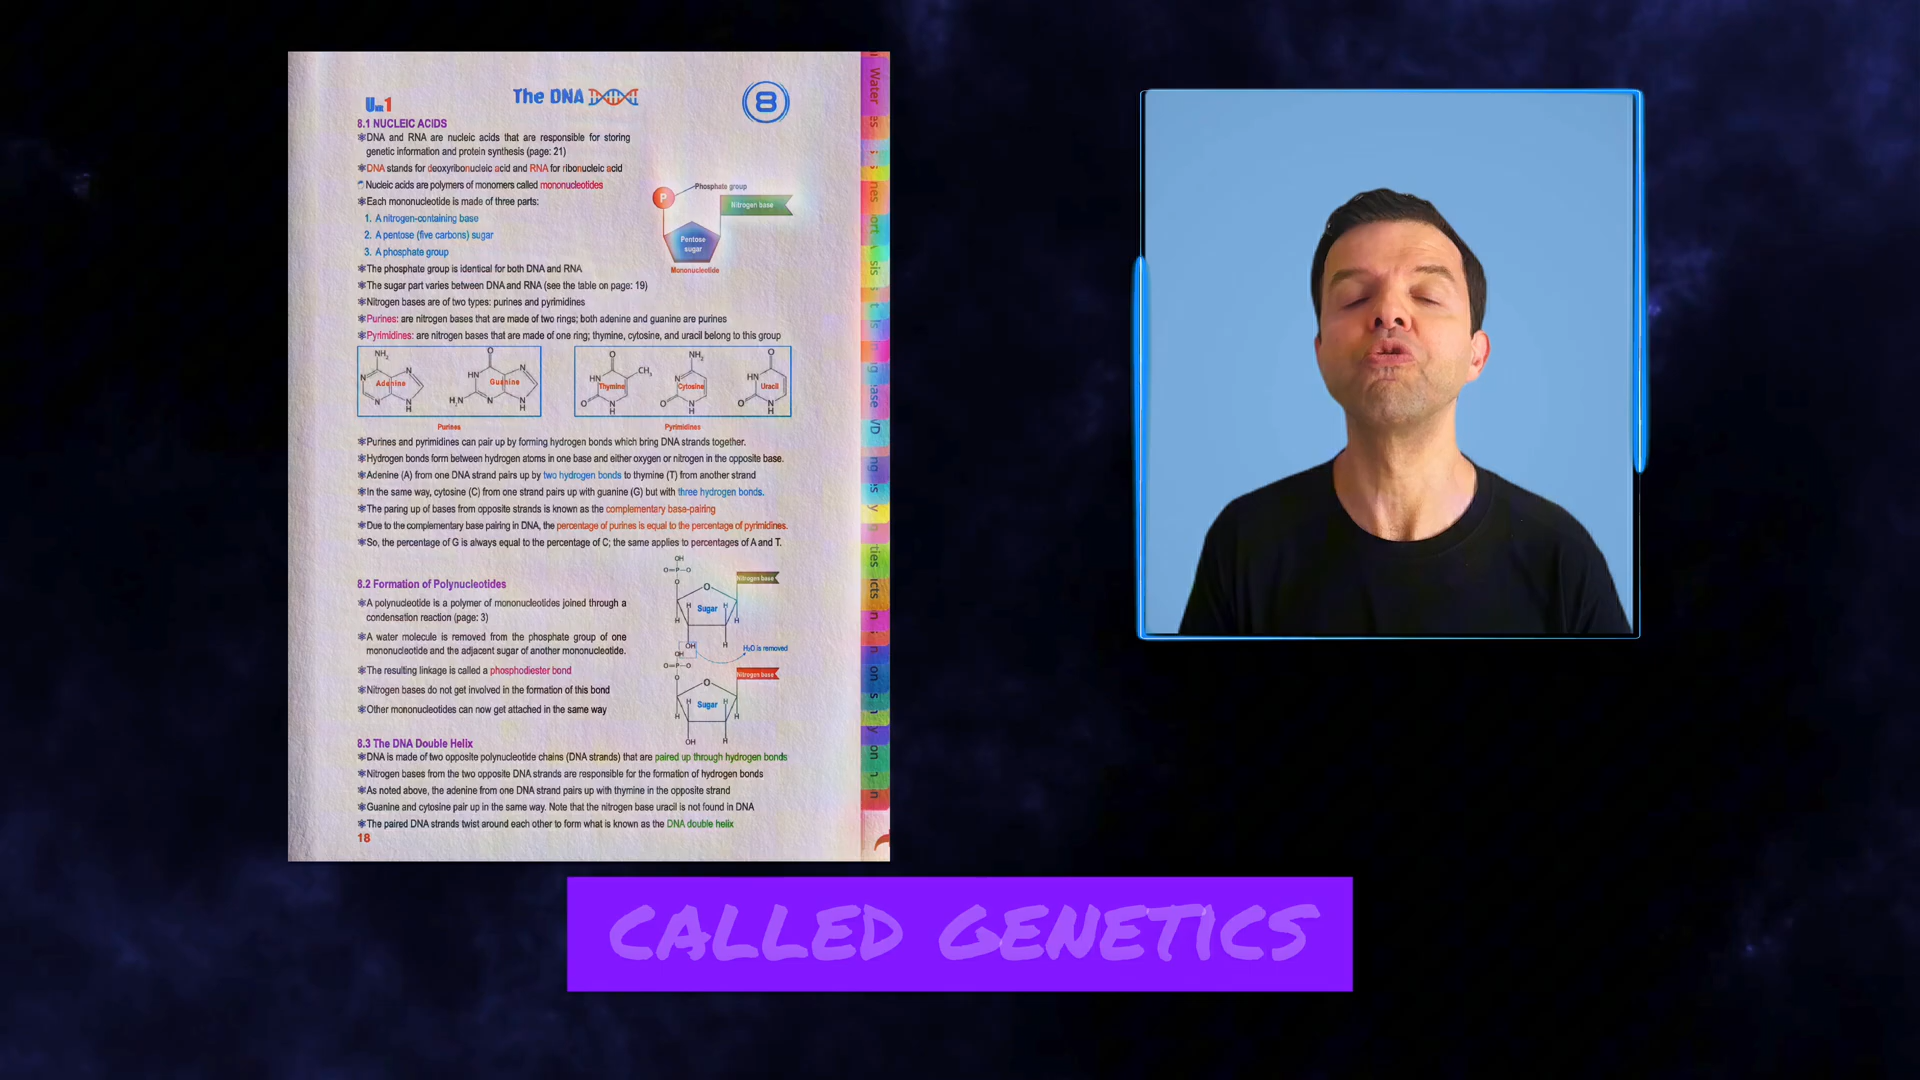 The DNA
8
U™1
8.1 NUCLEIC ACIDS
DNA and RNA are nucleic acids that are responsible for storing
genetic information and protein synthesis (page: 21)
DNA stands for deoxyribonucleic acid and RNA for ribonucleic acid
Nucleic acids are polymers of monomers called mononucleotides
Each mononucleotide is made of three parts:
1. A nitrogen-containing base
2. A pentose (five carbons) sugar
3. A phosphate group
P
Phosphate group
Nitrogen base
Pentose
sugar
Mononucleotide
The phosphate group is identical for both DNA and RNA
The sugar part varies between DNA and RNA (see the table on page: 19)
Nitrogen bases are of two types: purines and pyrimidines
Purines: are nitrogen bases that are made of two rings; both adenine and guanine are purines
Pyrimidines: are nitrogen bases that are made of one ring; thymine, cytosine, and uracil belong to this group
NH₂
N
N
Adenine
N
N
H
O
HN
N
Guanine
H₂N
N
N
H
O
CH₃
HN
Thymine
O
N
H
NH₂
N
Cytosine
O
N
H
O
HN
Uracil
O
N
H
Purines
Pyrimidines
Purines and pyrimidines can pair up by forming hydrogen bonds which bring DNA strands together.
Hydrogen bonds form between hydrogen atoms in one base and either oxygen or nitrogen in the opposite base.
Adenine (A) from one DNA strand pairs up by two hydrogen bonds to thymine (T) from another strand
In the same way, cytosine (C) from one strand pairs up with guanine (G) but with three hydrogen bonds.
The paring up of bases from opposite strands is known as the complementary base-pairing
Due to the complementary base pairing in DNA, the percentage of purines is equal to the percentage of pyrimidines.
So, the percentage of G is always equal to the percentage of C; the same applies to percentages of A and T.
8.2 Formation of Polynucleotides
A polynucleotide is a polymer of mononucleotides joined through a
condensation reaction (page: 3)
A water molecule is removed from the phosphate group of one
mononucleotide and the adjacent sugar of another mononucleotide.
The resulting linkage is called a phosphodiester bond
Nitrogen bases do not get involved in the formation of this bond
Other mononucleotides can now get attached in the same way
OH
O=P-O
O
O
Nitrogen base
H
Sugar
H
H
H
OH
H
H₂O is removed
OH
O=P-O
O
O
Nitrogen base
H
Sugar
H
H
H
OH
H
8.3 The DNA Double Helix
DNA is made of two opposite polynucleotide chains (DNA strands) that are paired up through hydrogen bonds
Nitrogen bases from the two opposite DNA strands are responsible for the formation of hydrogen bonds
As noted above, the adenine from one DNA strand pairs up with thymine in the opposite strand
Guanine and cytosine pair up in the same way. Note that the nitrogen base uracil is not found in DNA
The paired DNA strands twist around each other to form what is known as the DNA double helix
18
Water
CALLED GENETICS